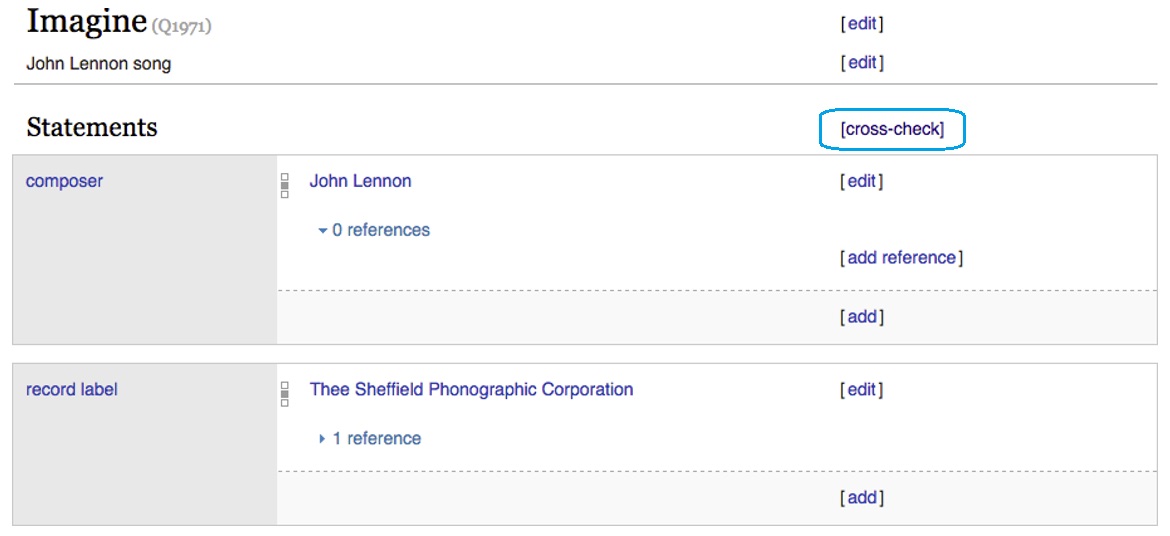 Imagine (Q1971) [edit]
John Lennon song [edit]
Statements [cross-check]
composer John Lennon [edit]
0 references
[add reference]
[add]
record label Thee Sheffield Phonographic Corporation [edit]
1 reference
[add]